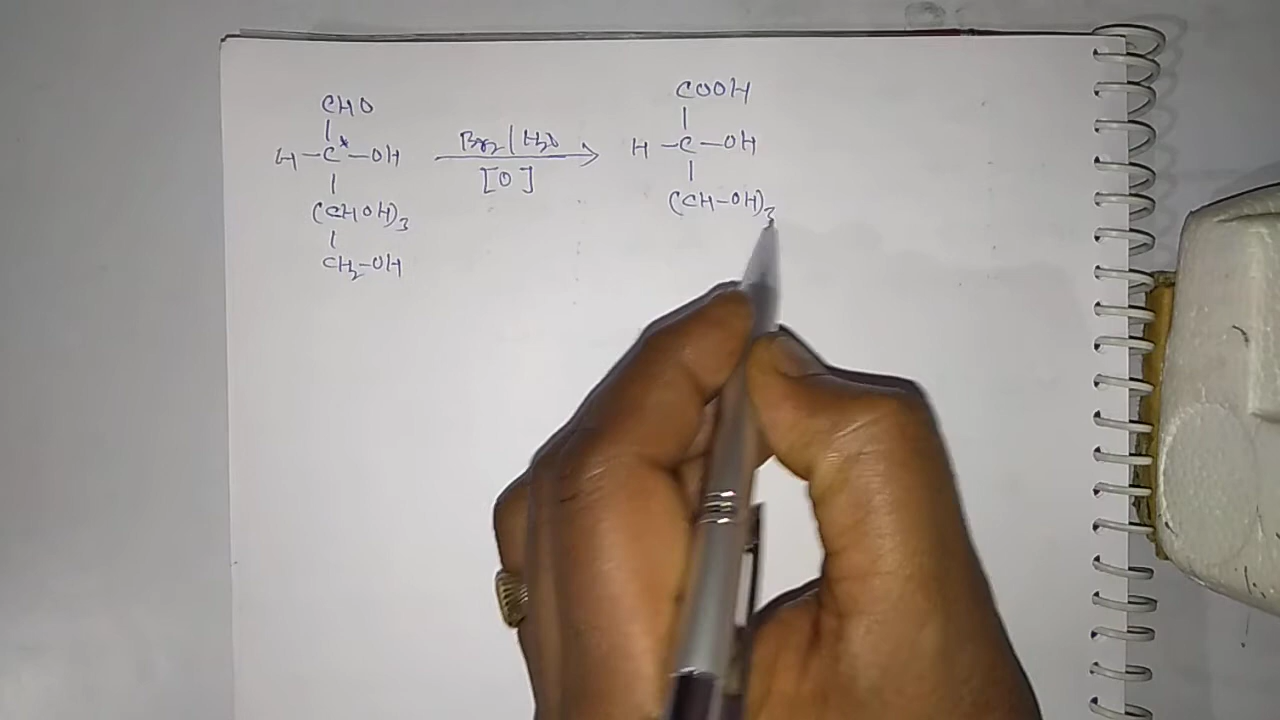 CHO
H-C*-OH
(CHOH)3
CH2-OH
Br2/H2O
[O]
COOH
H-C-OH
(CH-OH)3